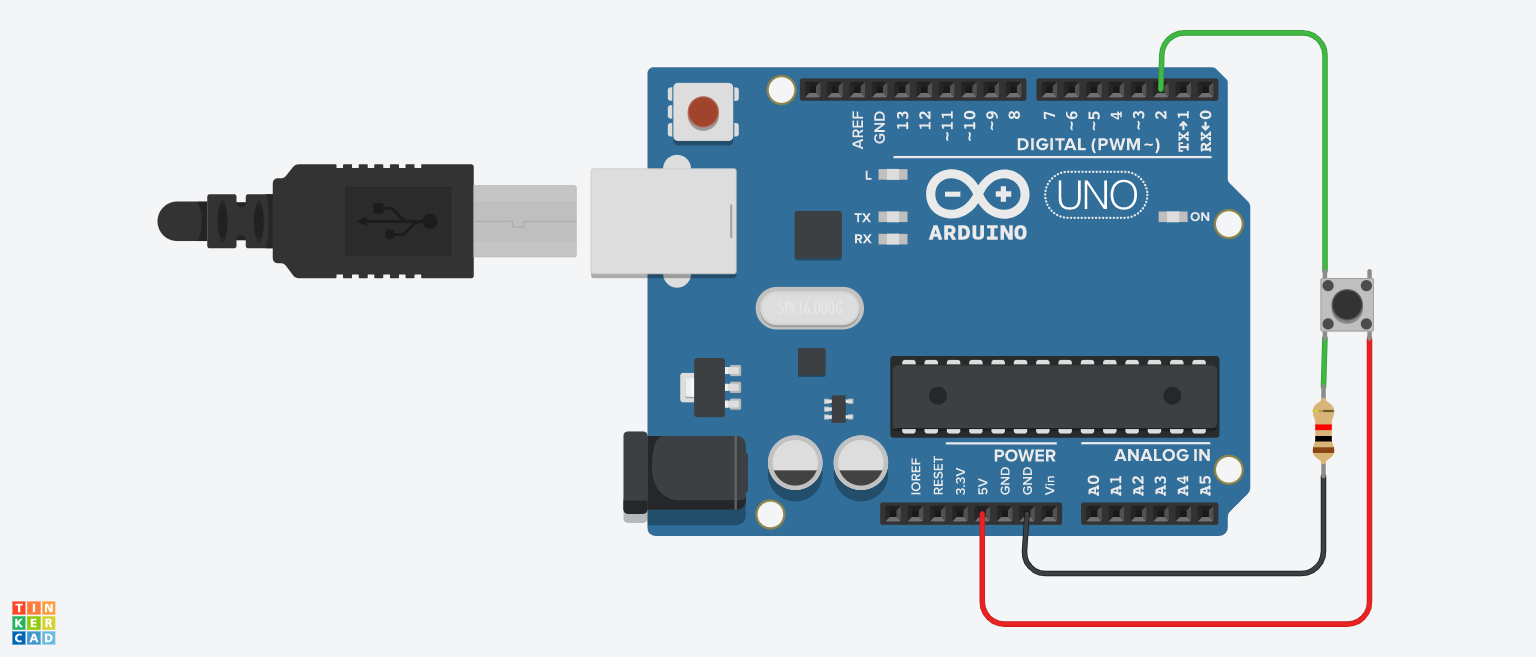 AREF
GND
13
12
~11
~10
~9
8
7
~6
~5
4
~3
2
TX→1
RX←0
DIGITAL (PWM~)
L
TX
RX
UNO
ON
ARDUINO
SPK16.000G
POWER
ANALOG IN
IOREF
RESET
3.3V
5V
GND
GND
Vin
A0
A1
A2
A3
A4
A5
TIN
KER
CAD